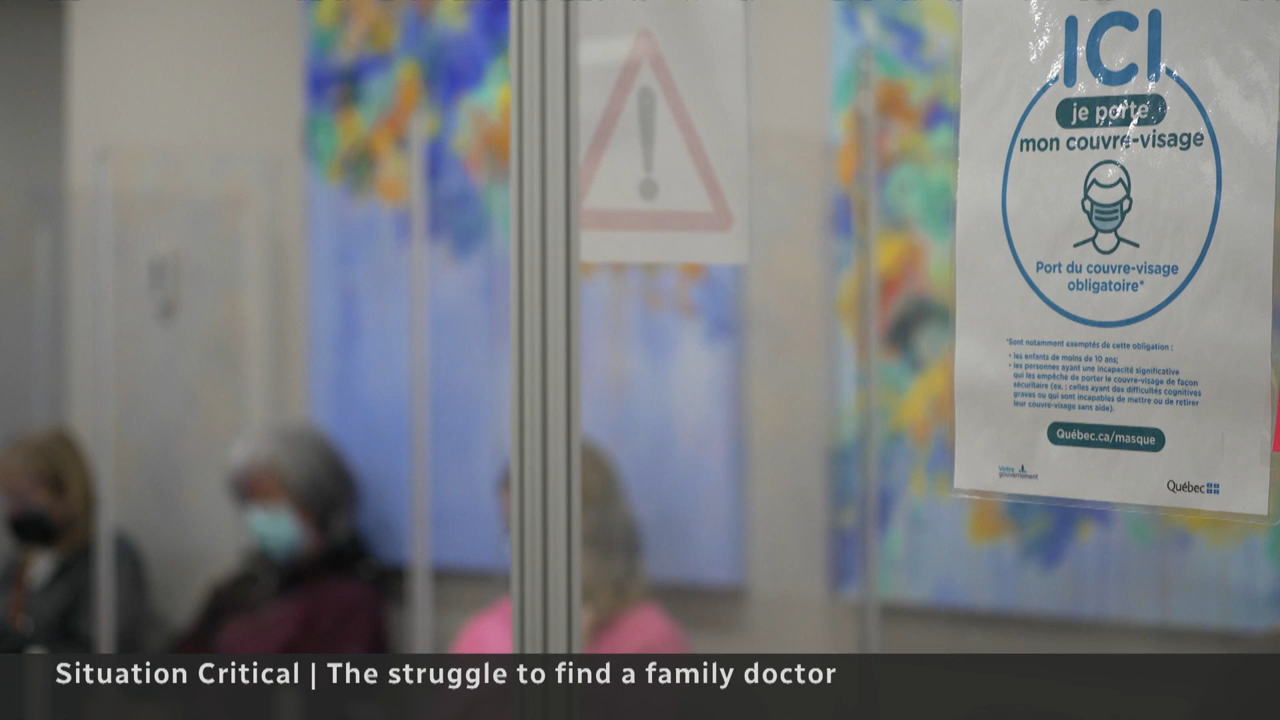 ICI
je porte
mon couvre-visage
Port du couvre-visage
obligatoire*
*Sont notamment exemptés de cette obligation :
• les enfants de moins de 10 ans;
• les personnes ayant une incapacité significative
qui les empêche de porter le couvre-visage de façon
sécuritaire (ex. : celles ayant des difficultés cognitives
graves ou qui sont incapables de mettre ou de retirer
leur couvre-visage sans aide).
Québec.ca/masque
Votre
gouvernement
Québec
Situation Critical | The struggle to find a family doctor